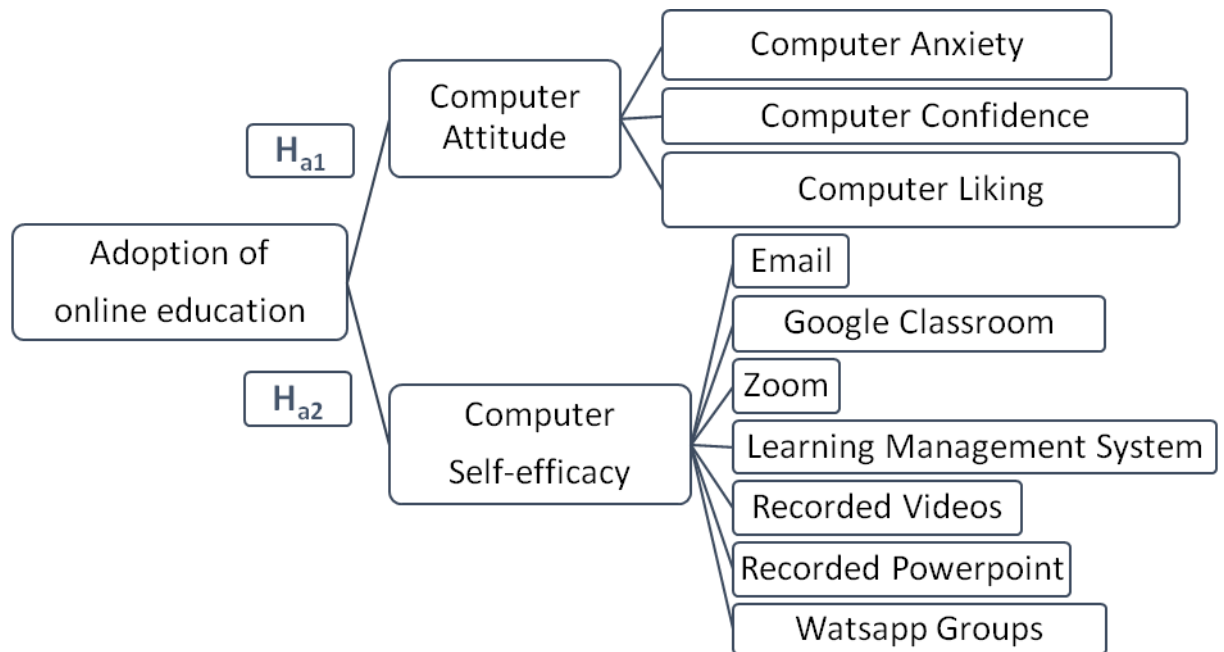 Computer Anxiety
Computer
Attitude
Computer Confidence
Computer Liking
Hₐ₁
Adoption of
online education
Hₐ₂
Computer
Self-efficacy
Email
Google Classroom
Zoom
Learning Management System
Recorded Videos
Recorded Powerpoint
Watsapp Groups